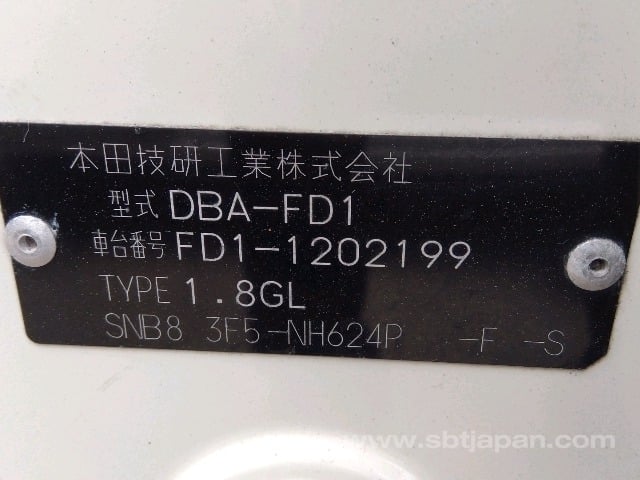 本田技研工業株式会社
型式 DBA-FD1
車台番号 FD1-1202199
TYPE 1.8GL
SNB8 3F5-NH624P -F -S
www.sbtjapan.com